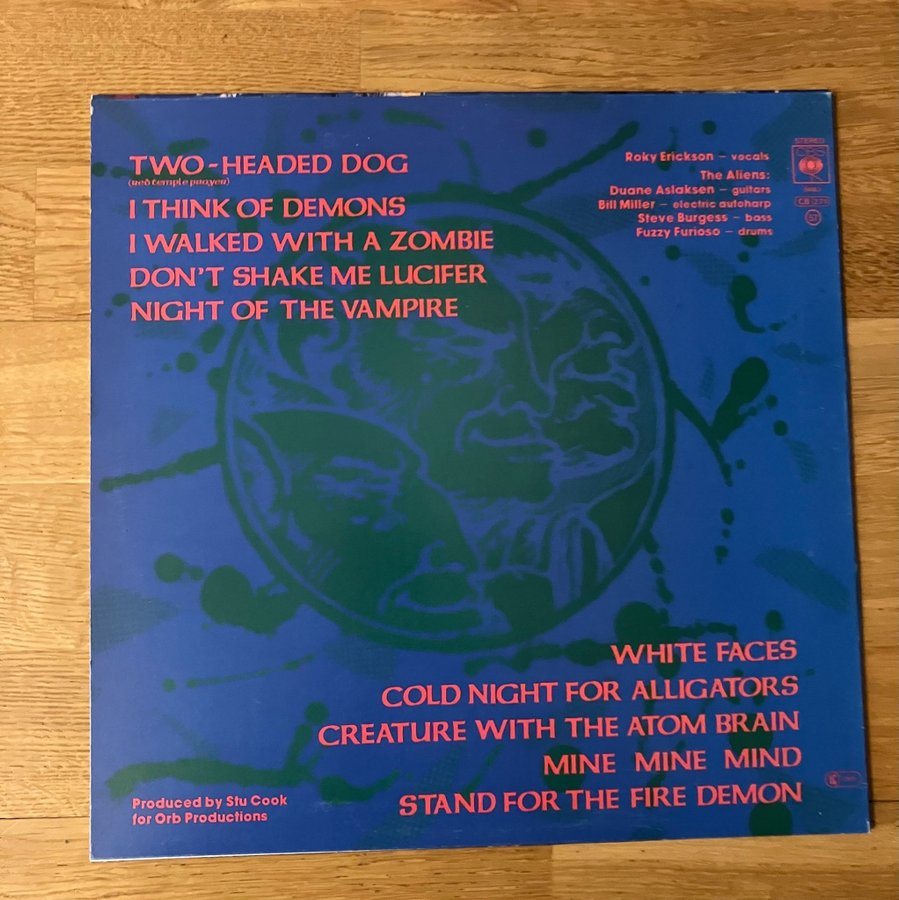 TWO-HEADED DOG
(Red temple prayer)
I THINK OF DEMONS
I WALKED WITH A ZOMBIE
DON'T SHAKE ME LUCIFER
NIGHT OF THE VAMPIRE
Roky Erickson – vocals
The Aliens:
Duane Aslaksen – guitars
Bill Miller – electric autoharp
Steve Burgess – bass
Fuzzy Furioso – drums
STEREO
CBS
WHITE FACES
COLD NIGHT FOR ALLIGATORS
CREATURE WITH THE ATOM BRAIN
MINE MINE MIND
STAND FOR THE FIRE DEMON
Produced by Stu Cook
for Orb Productions